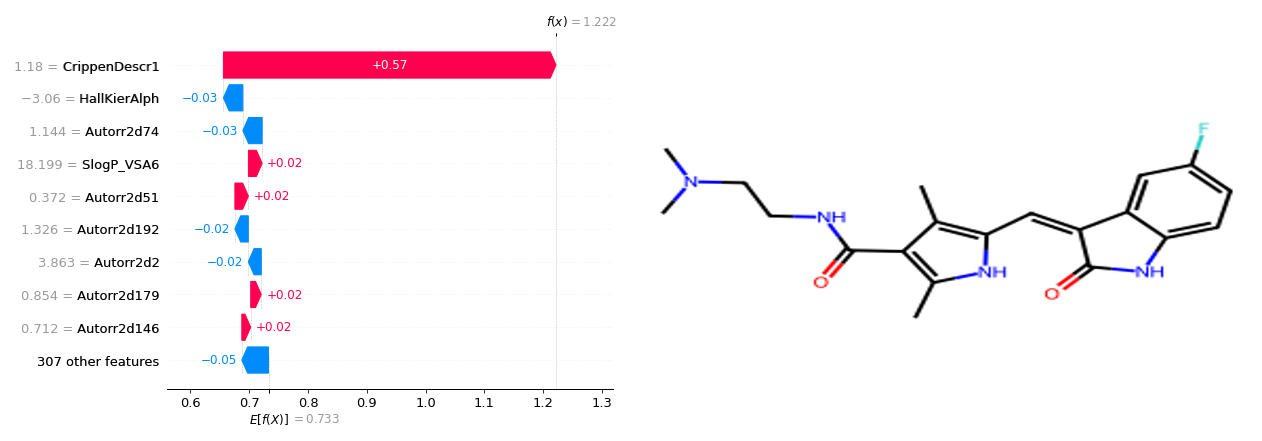 f(x) = 1.222
1.18 = CrippenDescr1
+0.57
−3.06 = HallKierAlph
−0.03
1.144 = Autorr2d74
−0.03
18.199 = SlogP_VSA6
+0.02
0.372 = Autorr2d51
+0.02
1.326 = Autorr2d192
−0.02
3.863 = Autorr2d2
−0.02
0.854 = Autorr2d179
+0.02
0.712 = Autorr2d146
+0.02
307 other features
−0.05
0.6 0.7 0.8 0.9 1.0 1.1 1.2 1.3
E[f(X)] = 0.733
F
N
NH
O
NH
O
NH